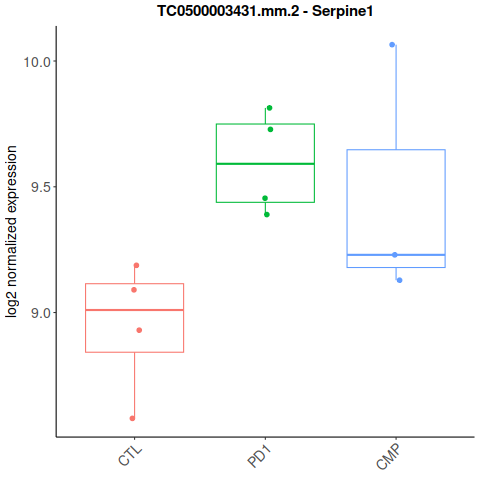 TC0500003431.mm.2 - Serpine1
log2 normalized expression
10.0
9.5
9.0
CTL
PD1
CMP